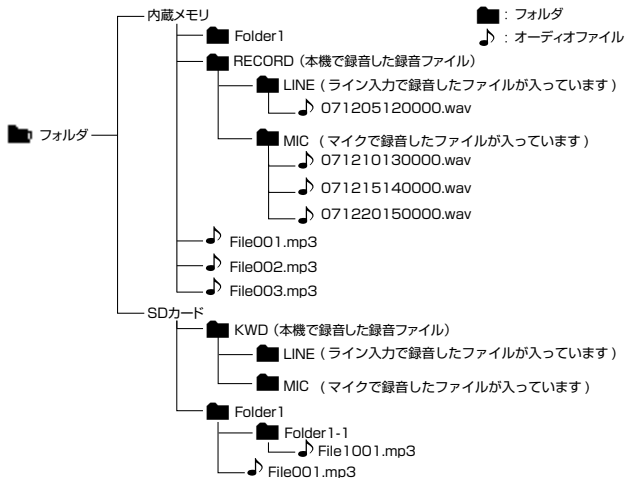 内蔵メモリ
: フォルダ
: オーディオファイル
Folder1
RECORD（本機で録音した録音ファイル）
LINE ( ライン入力で録音したファイルが入っています )
071205120000.wav
フォルダ
MIC ( マイクで録音したファイルが入っています )
071210130000.wav
071215140000.wav
071220150000.wav
File001.mp3
File002.mp3
File003.mp3
SDカード
KWD（本機で録音した録音ファイル）
LINE ( ライン入力で録音したファイルが入っています )
MIC ( マイクで録音したファイルが入っています )
Folder1
Folder1-1
File1001.mp3
File001.mp3